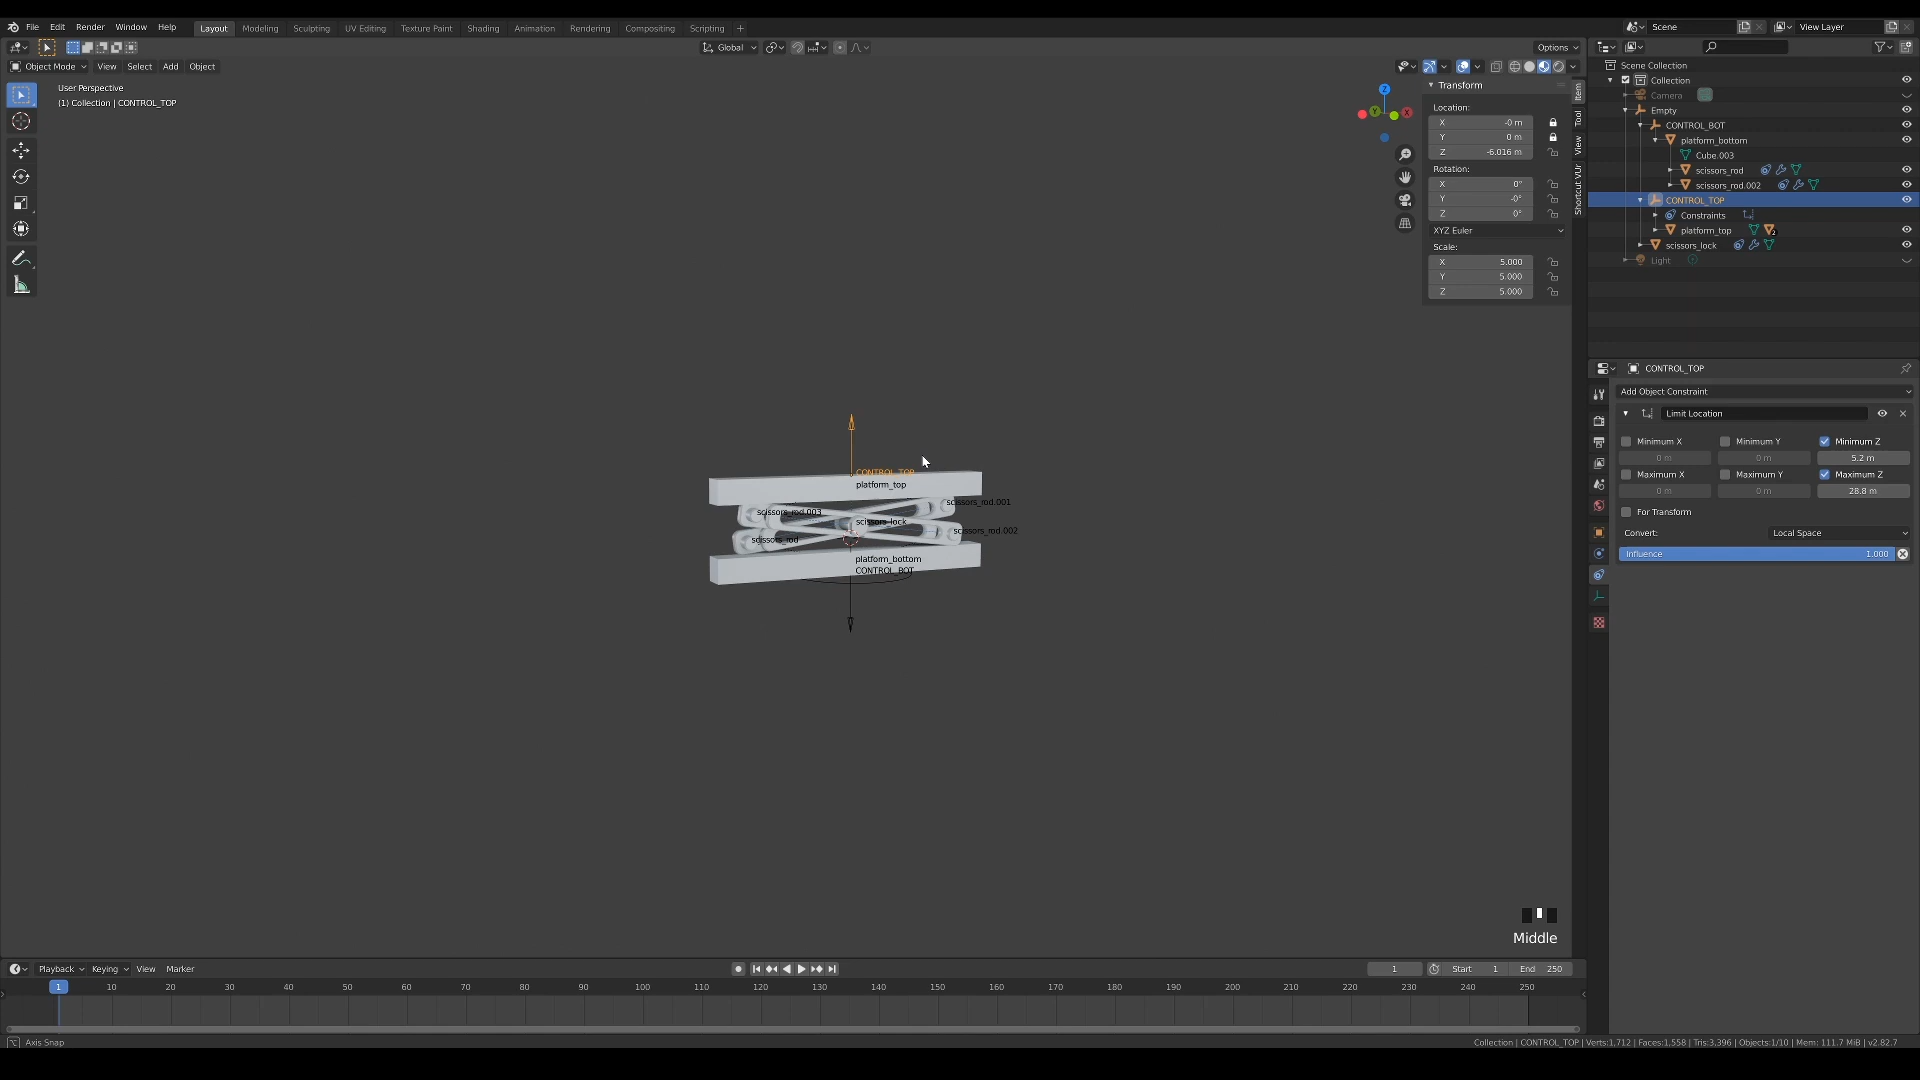 File Edit Render Window Help Layout Modeling Sculpting UV Editing Texture Paint Shading Animation Rendering Compositing Scripting +
Scene View Layer
Global Options
Object Mode View Select Add Object
User Perspective
(1) Collection | CONTROL_TOP
Transform
Location:
X -0 m
Y 0 m
Z -6.016 m
Rotation:
X 0°
Y -0°
Z 0°
XYZ Euler
Scale:
X 5.000
Y 5.000
Z 5.000
Item
Tool
View
Shortcut VUr
Z
Y
X
Scene Collection
Collection
Camera
Empty
CONTROL_BOT
platform_bottom
Cube.003
scissors_rod
scissors_rod.002
CONTROL_TOP
Constraints
platform_top 2
scissors_lock
Light
CONTROL_TOP
Add Object Constraint
Limit Location
Minimum X Minimum Y Minimum Z
0 m 0 m 5.2 m
Maximum X Maximum Y Maximum Z
0 m 0 m 28.8 m
For Transform
Convert: Local Space
Influence 1.000
CONTROL_TOP
platform_top
scissors_rod.001
scissors_rod.003
scissors_lock
scissors_rod.002
scissors_rod
platform_bottom
CONTROL_BOT
Middle
Playback Keying View Marker 1 Start 1 End 250
1 10 20 30 40 50 60 70 80 90 100 110 120 130 140 150 160 170 180 190 200 210 220 230 240 250
Axis Snap
Collection | CONTROL_TOP | Verts:1,712 | Faces:1,558 | Tris:3,396 | Objects:1/10 | Mem: 111.7 MiB | v2.82.7